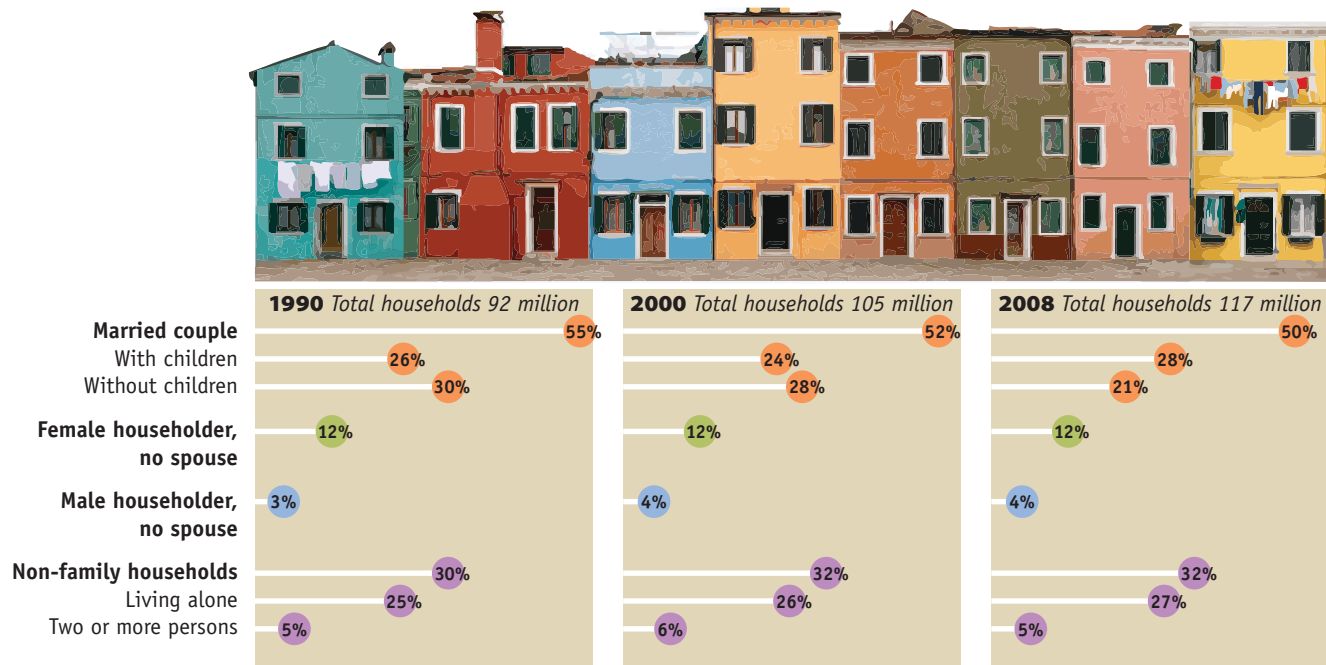 1990 Total households 92 million
2000 Total households 105 million
2008 Total households 117 million
Married couple
55%
52%
50%
With children
26%
24%
28%
Without children
30%
28%
21%
Female householder,
no spouse
12%
12%
12%
Male householder,
no spouse
3%
4%
4%
Non-family households
30%
32%
32%
Living alone
25%
26%
27%
Two or more persons
5%
6%
5%